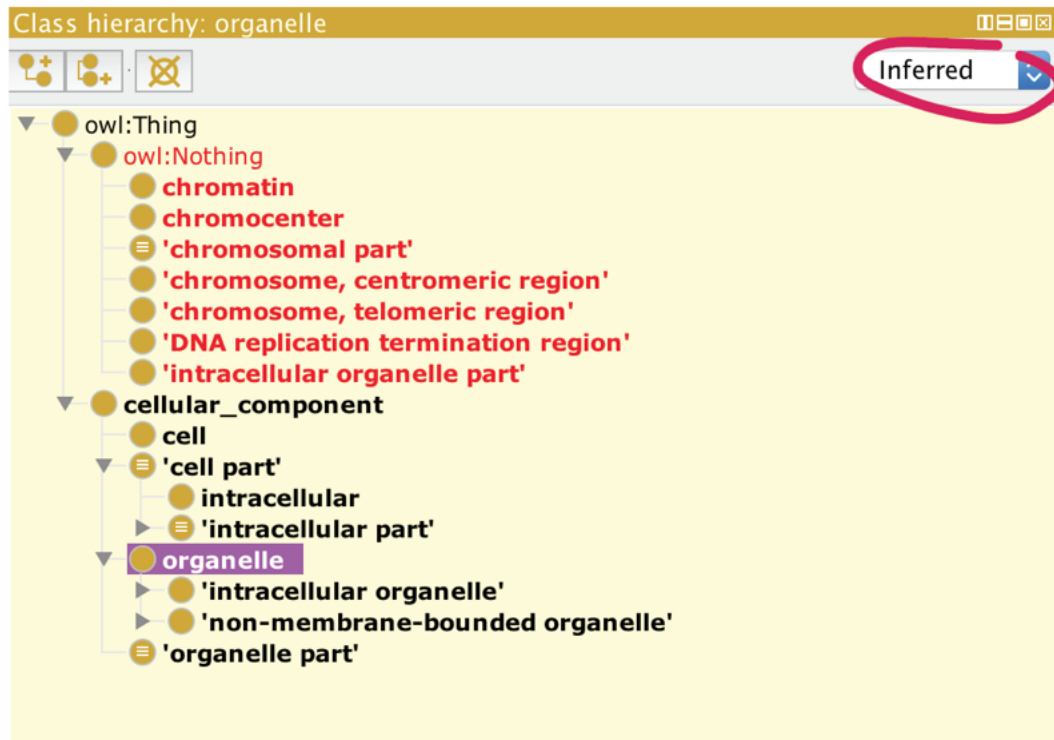 Class hierarchy: organelle
Inferred
owl:Thing
owl:Nothing
chromatin
chromocenter
'chromosomal part'
'chromosome, centromeric region'
'chromosome, telomeric region'
'DNA replication termination region'
'intracellular organelle part'
cellular_component
cell
'cell part'
intracellular
'intracellular part'
organelle
'intracellular organelle'
'non-membrane-bounded organelle'
'organelle part'